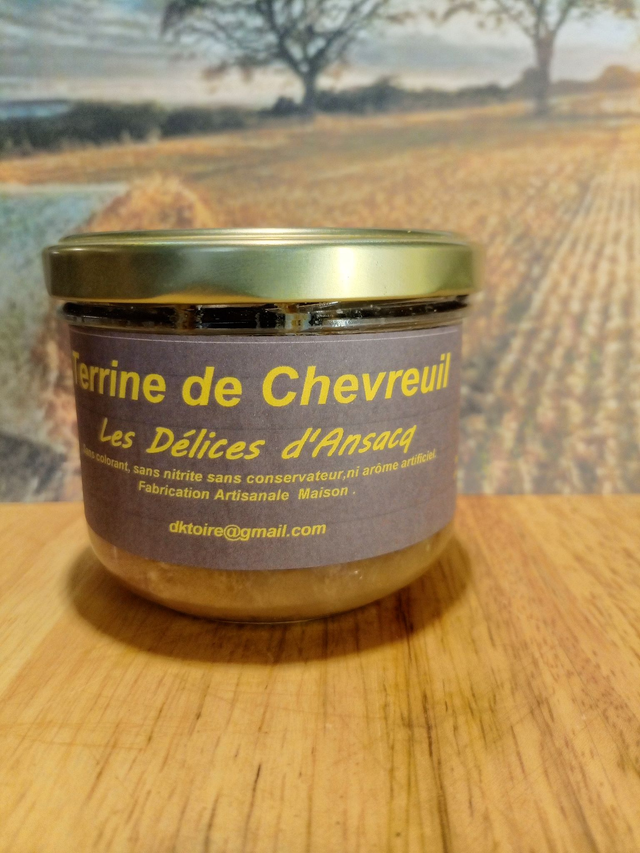 Terrine de Chevreuil
Les Délices d'Ansacq
Sans colorant, sans nitrite sans conservateur,ni arôme artificiel.
Fabrication Artisanale Maison .
dktoire@gmail.com